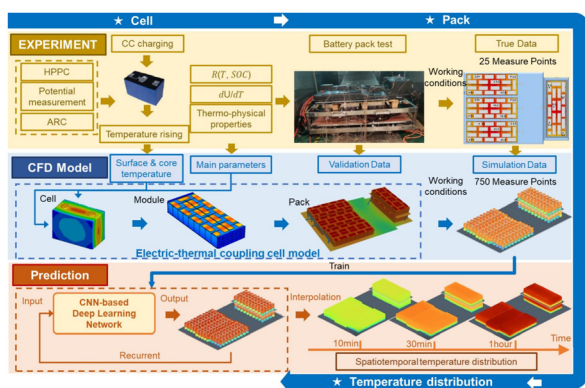 ★ Cell
★ Pack
EXPERIMENT
CC charging
Battery pack test
True Data
25 Measure Points
HPPC
Potential
measurement
ARC
R(T, SOC)
dU/dT
Thermo-physical
properties
Working
conditions
Temperature rising
CFD Model
Surface & core
temperature
Main parameters
Validation Data
Simulation Data
750 Measure Points
Working
conditions
Cell
Module
Pack
Electric-thermal coupling cell model
Train
Prediction
Input
CNN-based
Deep Learning
Network
Output
Recurrent
Interpolation
10min
30min
1hour
Time
Spatiotemporal temperature distribution
★ Temperature distribution